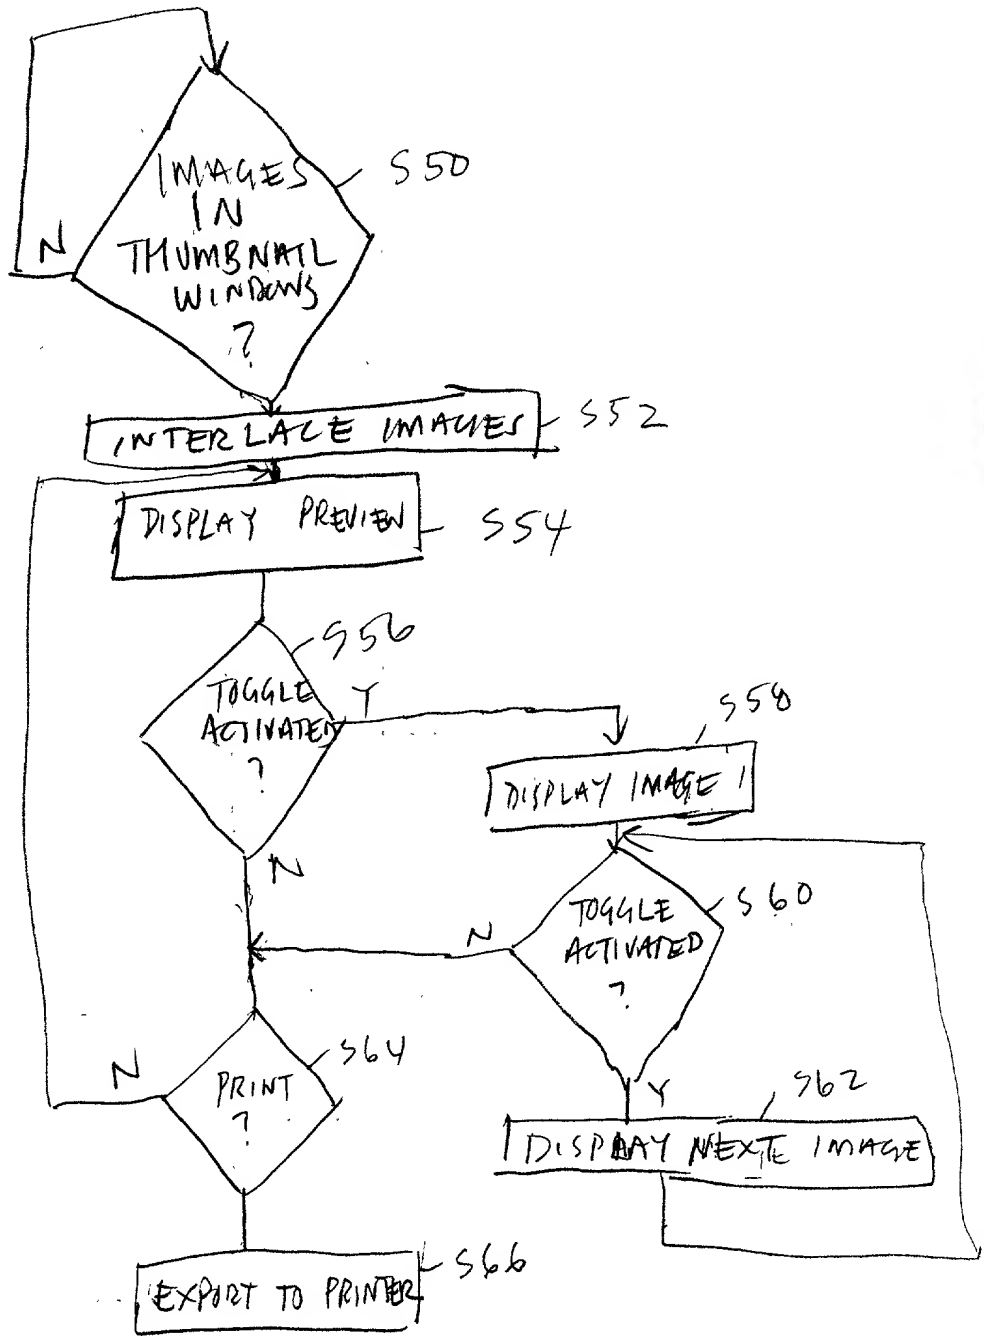 IMAGES
IN
THUMBNAIL
WINDOWS
?
S50
N
INTERLACE IMAGES
S52
DISPLAY PREVIEW
S54
S56
TOGGLE
ACTIVATED
?
Y
N
S58
DISPLAY IMAGE 1
S60
TOGGLE
ACTIVATED
?
N
Y
S62
DISPLAY NEXT IMAGE
S64
PRINT
?
N
S66
EXPORT TO PRINTER